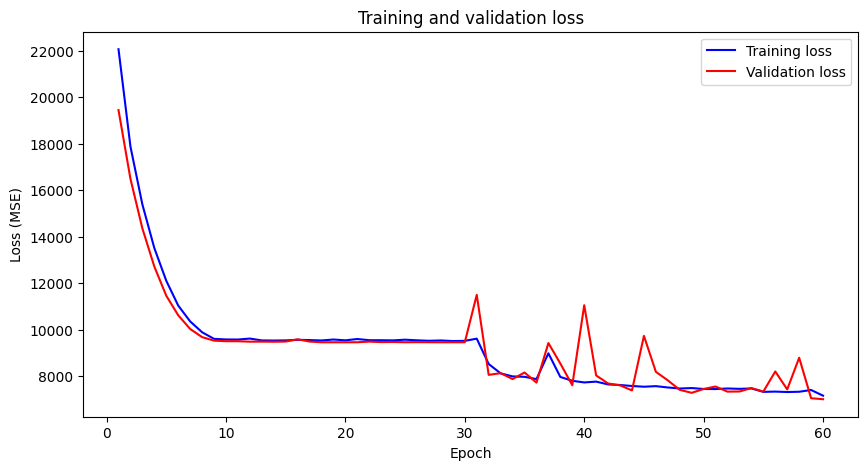 Training and validation loss
Training loss
Validation loss
Loss (MSE)
22000
20000
18000
16000
14000
12000
10000
8000
0 10 20 30 40 50 60
Epoch